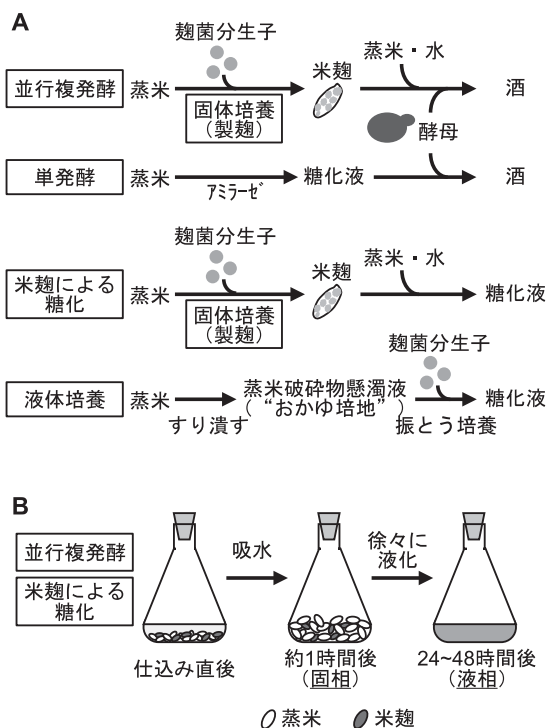 A
麹菌分生子
蒸米・水
並行複発酵 蒸米 米麹 酒
固体培養
(製麹)
酵母
単発酵 蒸米 糖化液 酒
アミラーゼ
麹菌分生子
米麹 蒸米・水
米麹による
糖化
蒸米 糖化液
固体培養
(製麹)
麹菌分生子
液体培養 蒸米 蒸米破砕物懸濁液 糖化液
(“おかゆ培地”)
すり潰す 振とう培養
B
並行複発酵
米麹による
糖化
吸水
徐々に
液化
仕込み直後
約1時間後
(固相)
24~48時間後
(液相)
蒸米 米麹